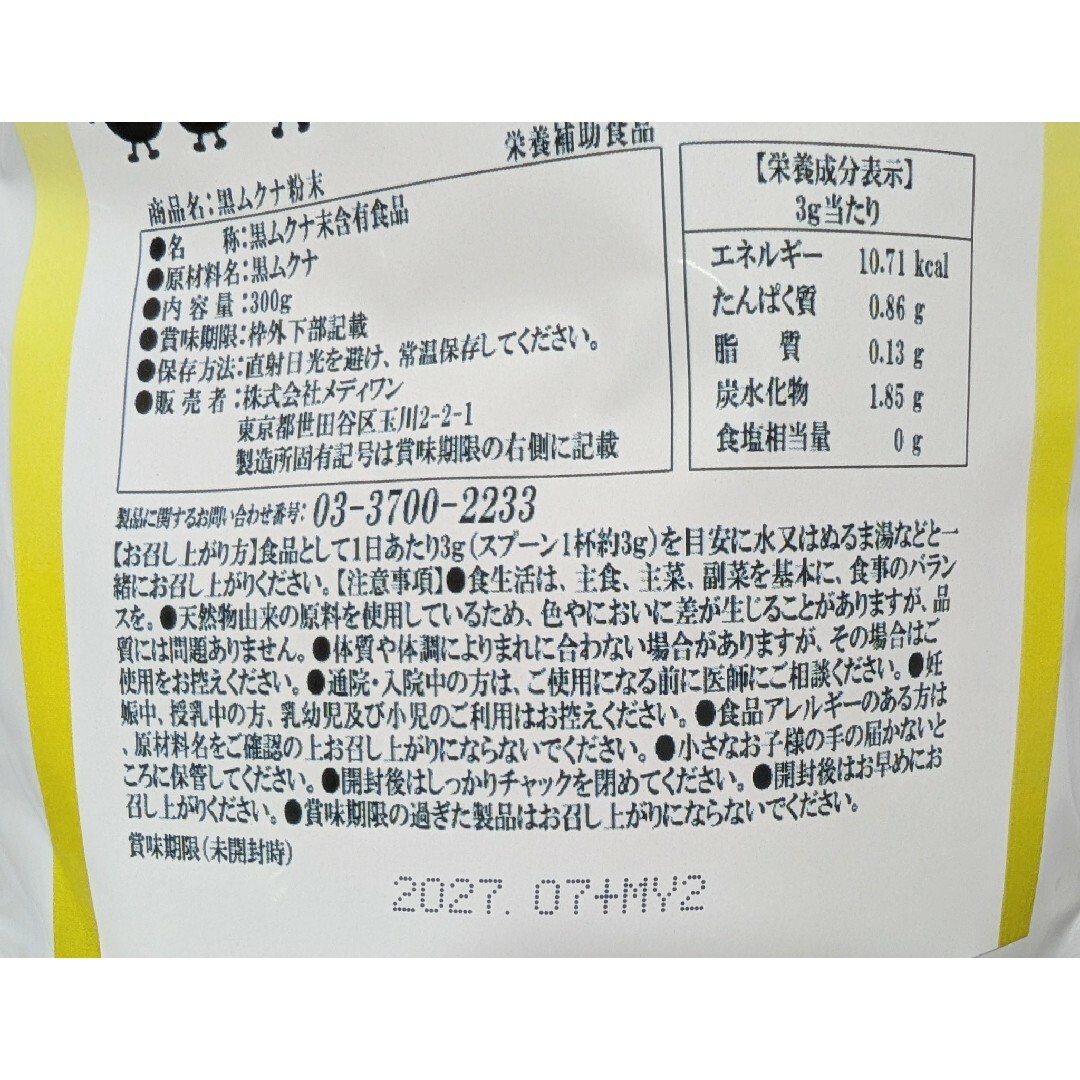 栄養補助食品
商品名:黒ムクナ粉末
●名　称:黒ムクナ末含有食品
●原材料名:黒ムクナ
●内容量:300g
●賞味期限:枠外下部記載
●保存方法:直射日光を避け、常温保存してください。
●販売者:株式会社メディワン
東京都世田谷区玉川2-2-1
製造所固有記号は賞味期限の右側に記載
【栄養成分表示】
3g当たり
エネルギー 10.71 kcal
たんぱく質 0.86 g
脂　質 0.13 g
炭水化物 1.85 g
食塩相当量 0 g
製品に関するお問い合わせ番号:03-3700-2233
【お召し上がり方】食品として1日あたり3g(スプーン1杯約3g)を目安に水又はぬるま湯などと一
緒にお召し上がりください。【注意事項】●食生活は、主食、主菜、副菜を基本に、食事のバラン
スを。●天然物由来の原料を使用しているため、色やにおいに差が生じることがありますが、品
質には問題ありません。●体質や体調によりまれに合わない場合がありますが、その場合はご
使用をお控えください。●通院・入院中の方は、ご使用になる前に医師にご相談ください。●妊
娠中、授乳中の方、乳幼児及び小児のご利用はお控えください。●食品アレルギーのある方は
、原材料名をご確認の上お召し上がりにならないでください。●小さなお子様の手の届かないと
ころに保管してください。●開封後はしっかりチャックを閉めてください。●開封後はお早めにお
召し上がりください。●賞味期限の過ぎた製品はお召し上がりにならないでください。
賞味期限(未開封時)
2027. 07+MY2